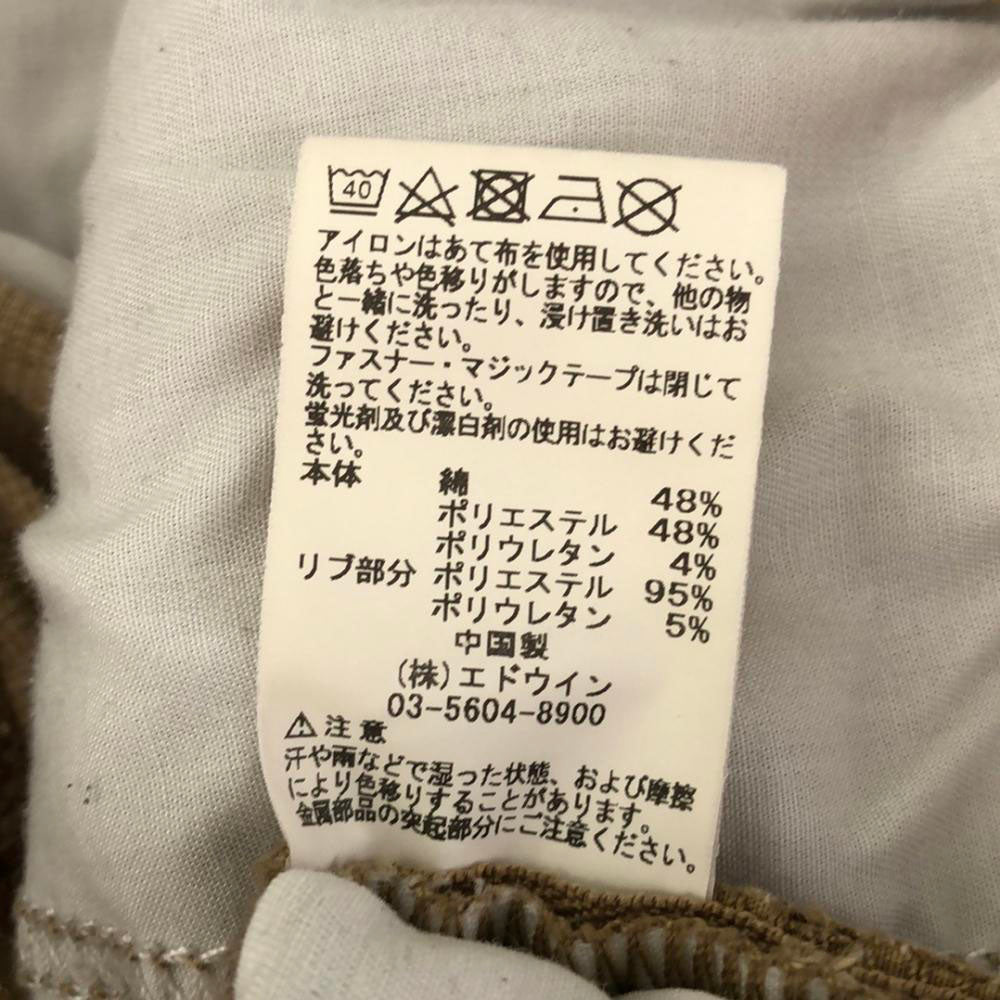 40
アイロンはあて布を使用してください。
色落ちや色移りがしますので、他の物
と一緒に洗ったり、浸け置き洗いはお
避けください。
ファスナー・マジックテープは閉じて
洗ってください。
蛍光剤及び漂白剤の使用はお避けくだ
さい。
本体 綿 48%
ポリエステル 48%
ポリウレタン 4%
リブ部分 ポリエステル 95%
ポリウレタン 5%
中国製
(株)エドウイン
03-5604-8900
⚠注意
汗や雨などで湿った状態、および摩擦
により色移りすることがあります。
金属部品の突起部分にご注意ください。